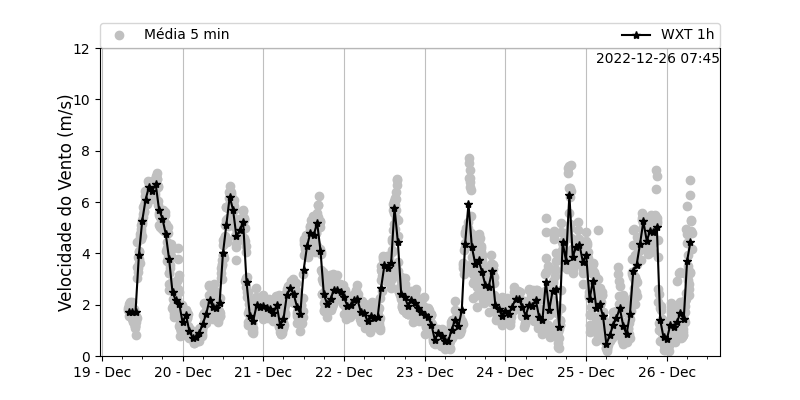 Média 5 min
WXT 1h
2022-12-26 07:45
Velocidade do Vento (m/s)
12
10
8
6
4
2
0
19 - Dec
20 - Dec
21 - Dec
22 - Dec
23 - Dec
24 - Dec
25 - Dec
26 - Dec